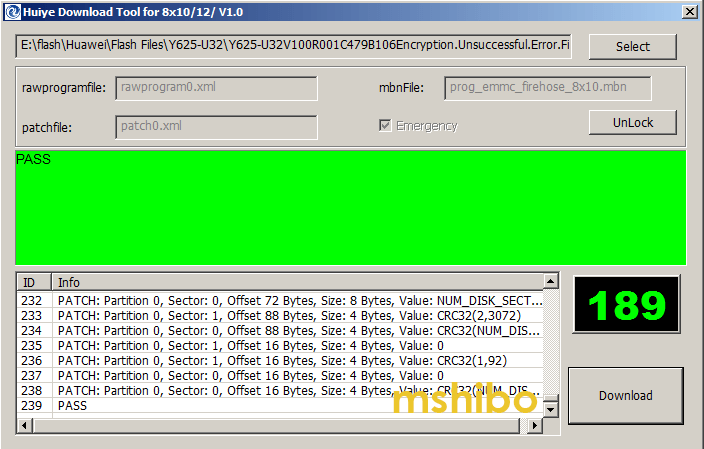 Huiye Download Tool for 8x10/12/ V1.0
E:\flash\Huawei\Flash Files\Y625-U32\Y625-U32V100R001C479B106Encryption.Unsuccessful.Error.Fi
Select
rawprogramfile:
rawprogram0.xml
mbnFile:
prog_emmc_firehose_8x10.mbn
patchfile:
patch0.xml
Emergency
UnLock
PASS
ID Info
232 PATCH: Partition 0, Sector: 0, Offset 72 Bytes, Size: 8 Bytes, Value: NUM_DISK_SECT...
233 PATCH: Partition 0, Sector: 1, Offset 88 Bytes, Size: 4 Bytes, Value: CRC32(2,3072)
234 PATCH: Partition 0, Sector: 0, Offset 88 Bytes, Size: 4 Bytes, Value: CRC32(NUM_DIS...
235 PATCH: Partition 0, Sector: 1, Offset 16 Bytes, Size: 4 Bytes, Value: 0
236 PATCH: Partition 0, Sector: 1, Offset 16 Bytes, Size: 4 Bytes, Value: CRC32(1,92)
237 PATCH: Partition 0, Sector: 0, Offset 16 Bytes, Size: 4 Bytes, Value: 0
238 PATCH: Partition 0, Sector: 0, Offset 16 Bytes, Size: 4 Bytes, Value: CRC32(NUM_DIS...
239 PASS
189
Download
mshibo